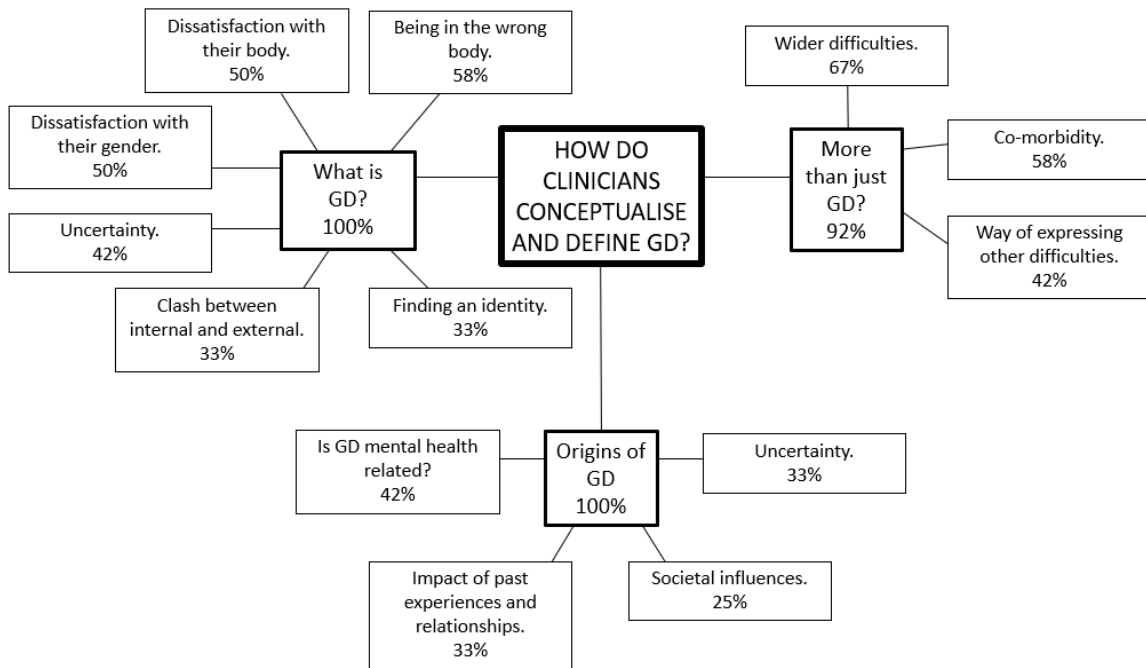 Dissatisfaction with
their body.
50%
Being in the wrong
body.
58%
Dissatisfaction with
their gender.
50%
Uncertainty.
42%
Clash between
internal and external.
33%
Finding an identity.
33%
What is
GD?
100%
HOW DO
CLINICIANS
CONCEPTUALISE
AND DEFINE GD?
Wider difficulties.
67%
More
than just
GD?
92%
Co-morbidity.
58%
Way of expressing
other difficulties.
42%
Is GD mental health
related?
42%
Origins of
GD
100%
Uncertainty.
33%
Impact of past
experiences and
relationships.
33%
Societal influences.
25%